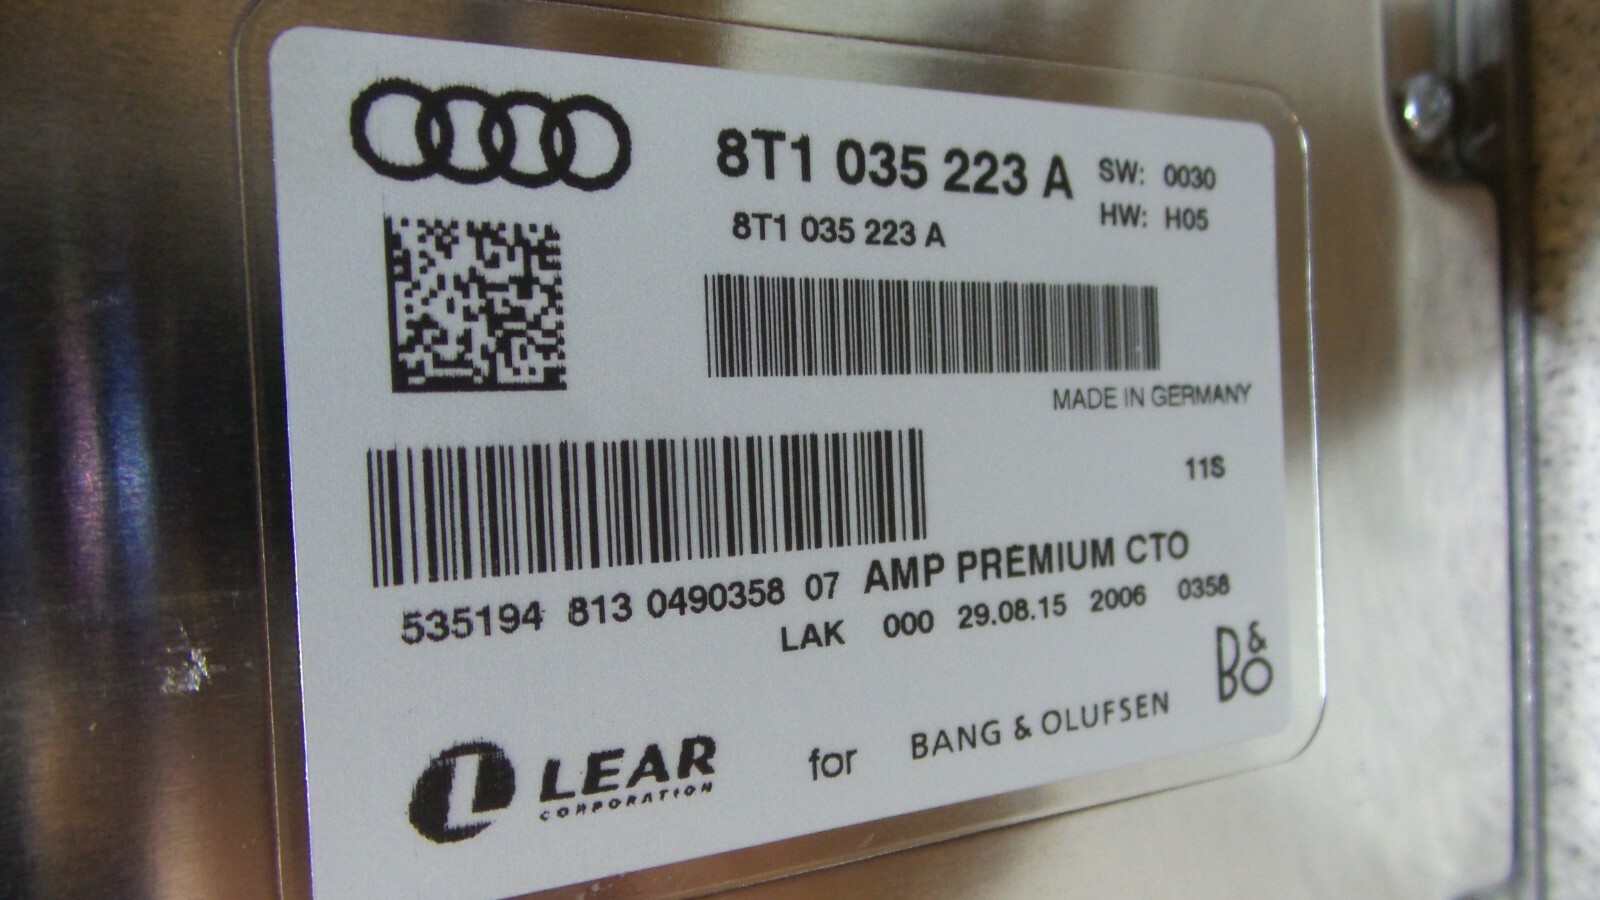 8T1 035 223 A SW: 0030
8T1 035 223 A HW: H05
MADE IN GERMANY
11S
535194 813 0490358 07 AMP PREMIUM CTO
LAK 000 29.08.15 2006 0358
B&O
LEAR
CORPORATION
for BANG & OLUFSEN